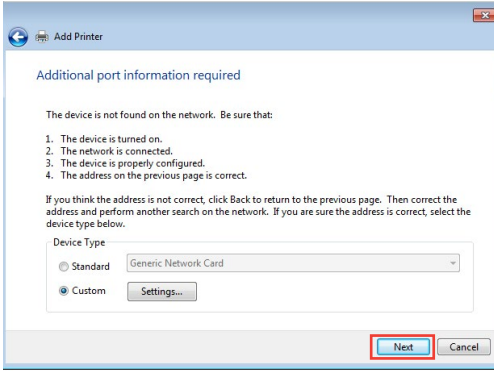 Add Printer
Additional port information required
The device is not found on the network. Be sure that:
1. The device is turned on.
2. The network is connected.
3. The device is properly configured.
4. The address on the previous page is correct.
If you think the address is not correct, click Back to return to the previous page. Then correct the
address and perform another search on the network. If you are sure the address is correct, select the
device type below.
Device Type
Standard Generic Network Card
Custom Settings...
Next Cancel